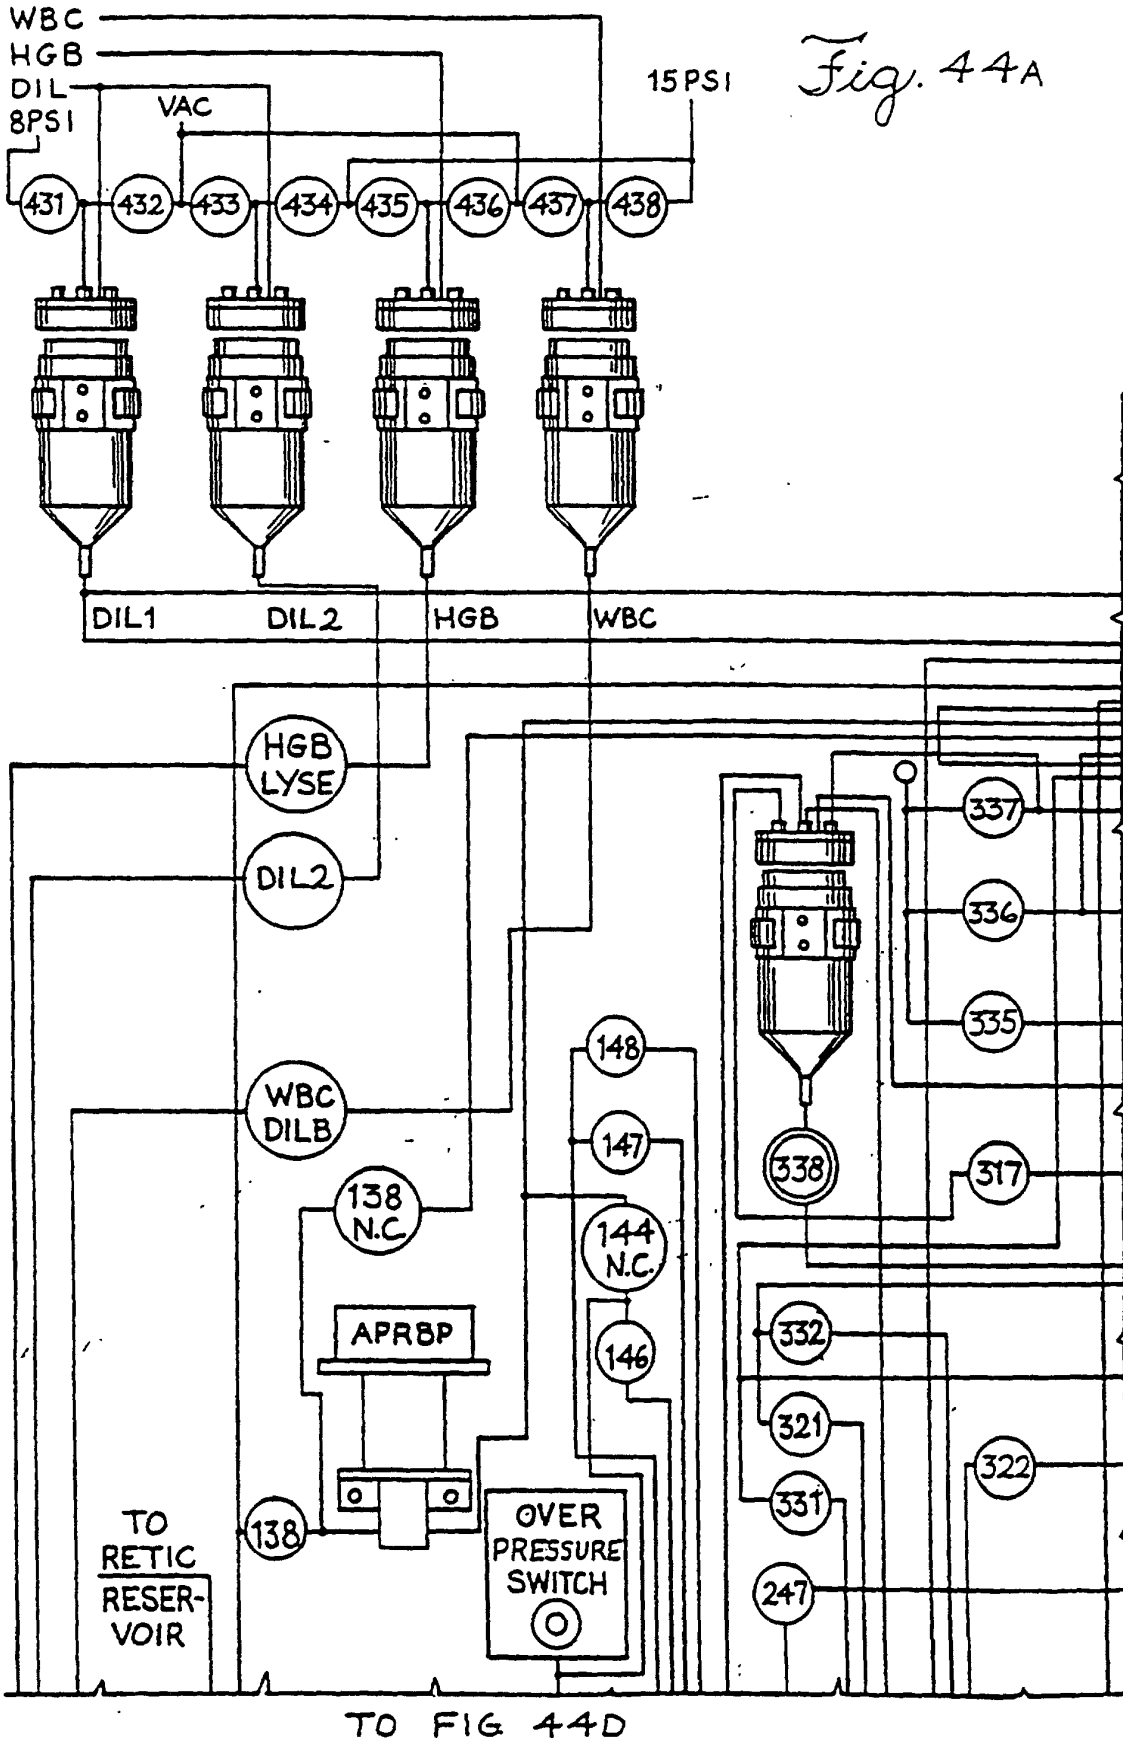 Fig. 44A
WBC
HGB
DIL
8PSI
VAC
15PSI
431
432
433
434
435
436
437
438
DIL1
DIL2
HGB
WBC
HGB
LYSE
DIL2
WBC
DILB
138
N.C.
148
147
144
N.C.
146
337
336
335
338
317
332
321
331
322
247
APRBP
138
OVER
PRESSURE
SWITCH
TO
RETIC
RESER-
VOIR
TO FIG 44D